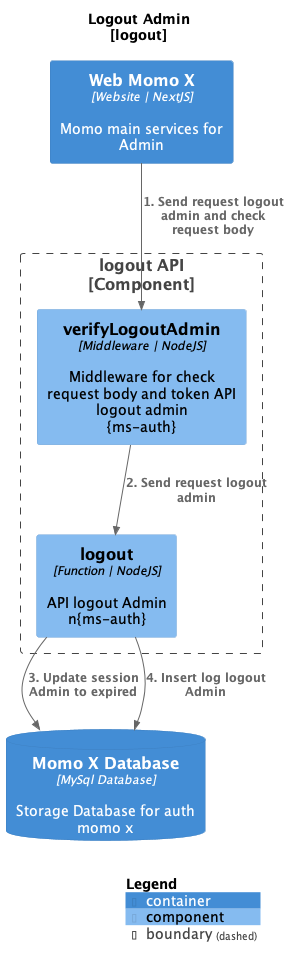 Logout Admin
[logout]
Web Momo X
[Website | NextJS]
Momo main services for
Admin
1. Send request logout
admin and check
request body
logout API
[Component]
verifyLogoutAdmin
[Middleware | NodeJS]
Middleware for check
request body and token API
logout admin
{ms-auth}
2. Send request logout
admin
logout
[Function | NodeJS]
API logout Admin
n{ms-auth}
3. Update session
Admin to expired
4. Insert log logout
Admin
Momo X Database
[MySql Database]
Storage Database for auth
momo x
Legend
container
component
boundary (dashed)